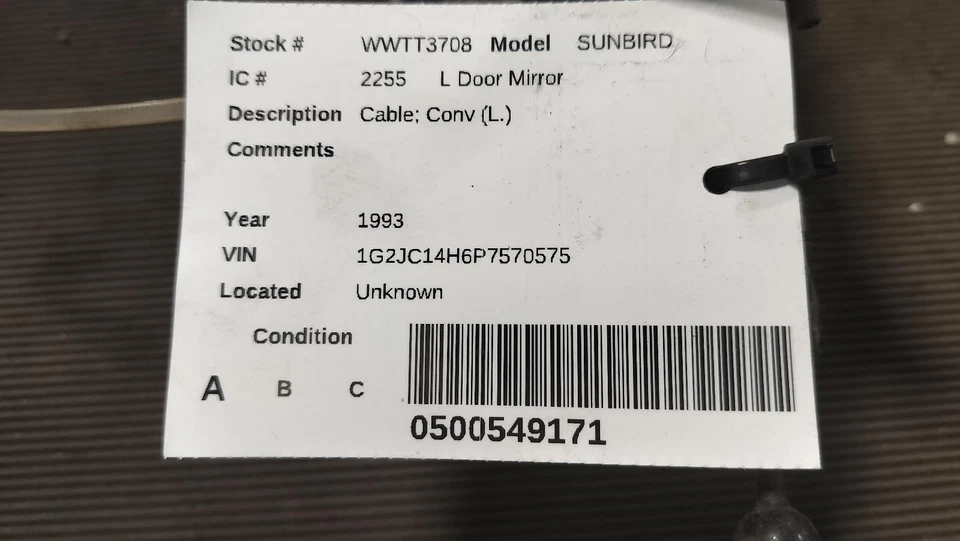 Stock # WWTT3708 Model SUNBIRD
IC # 2255 L Door Mirror
Description Cable; Conv (L.)
Comments
Year 1993
VIN 1G2JC14H6P7570575
Located Unknown
Condition
A B C
0500549171